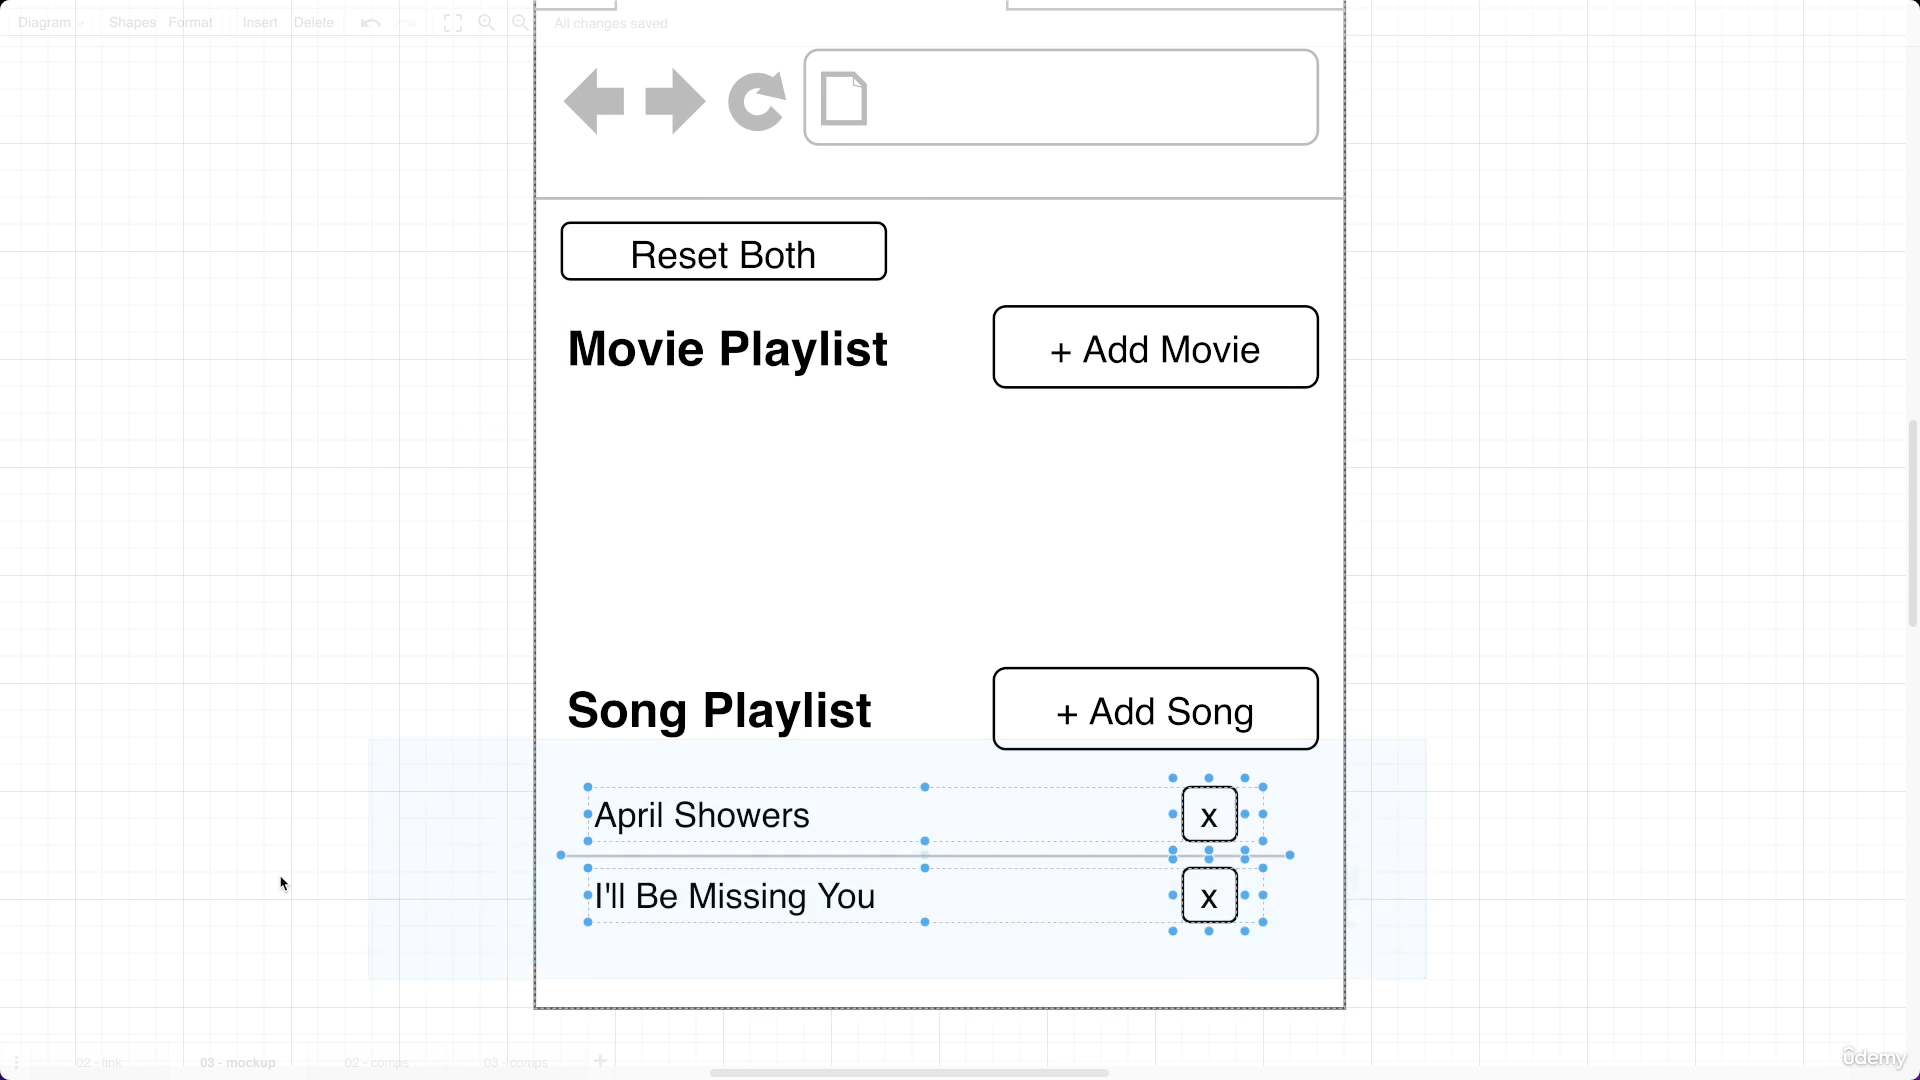 Diagram Shapes Format Insert Delete All changes saved
Reset Both
Movie Playlist + Add Movie
Song Playlist + Add Song
April Showers x
I'll Be Missing You x
02 - link 03 - mockup 02 - comps 03 - comps +
ûdemy